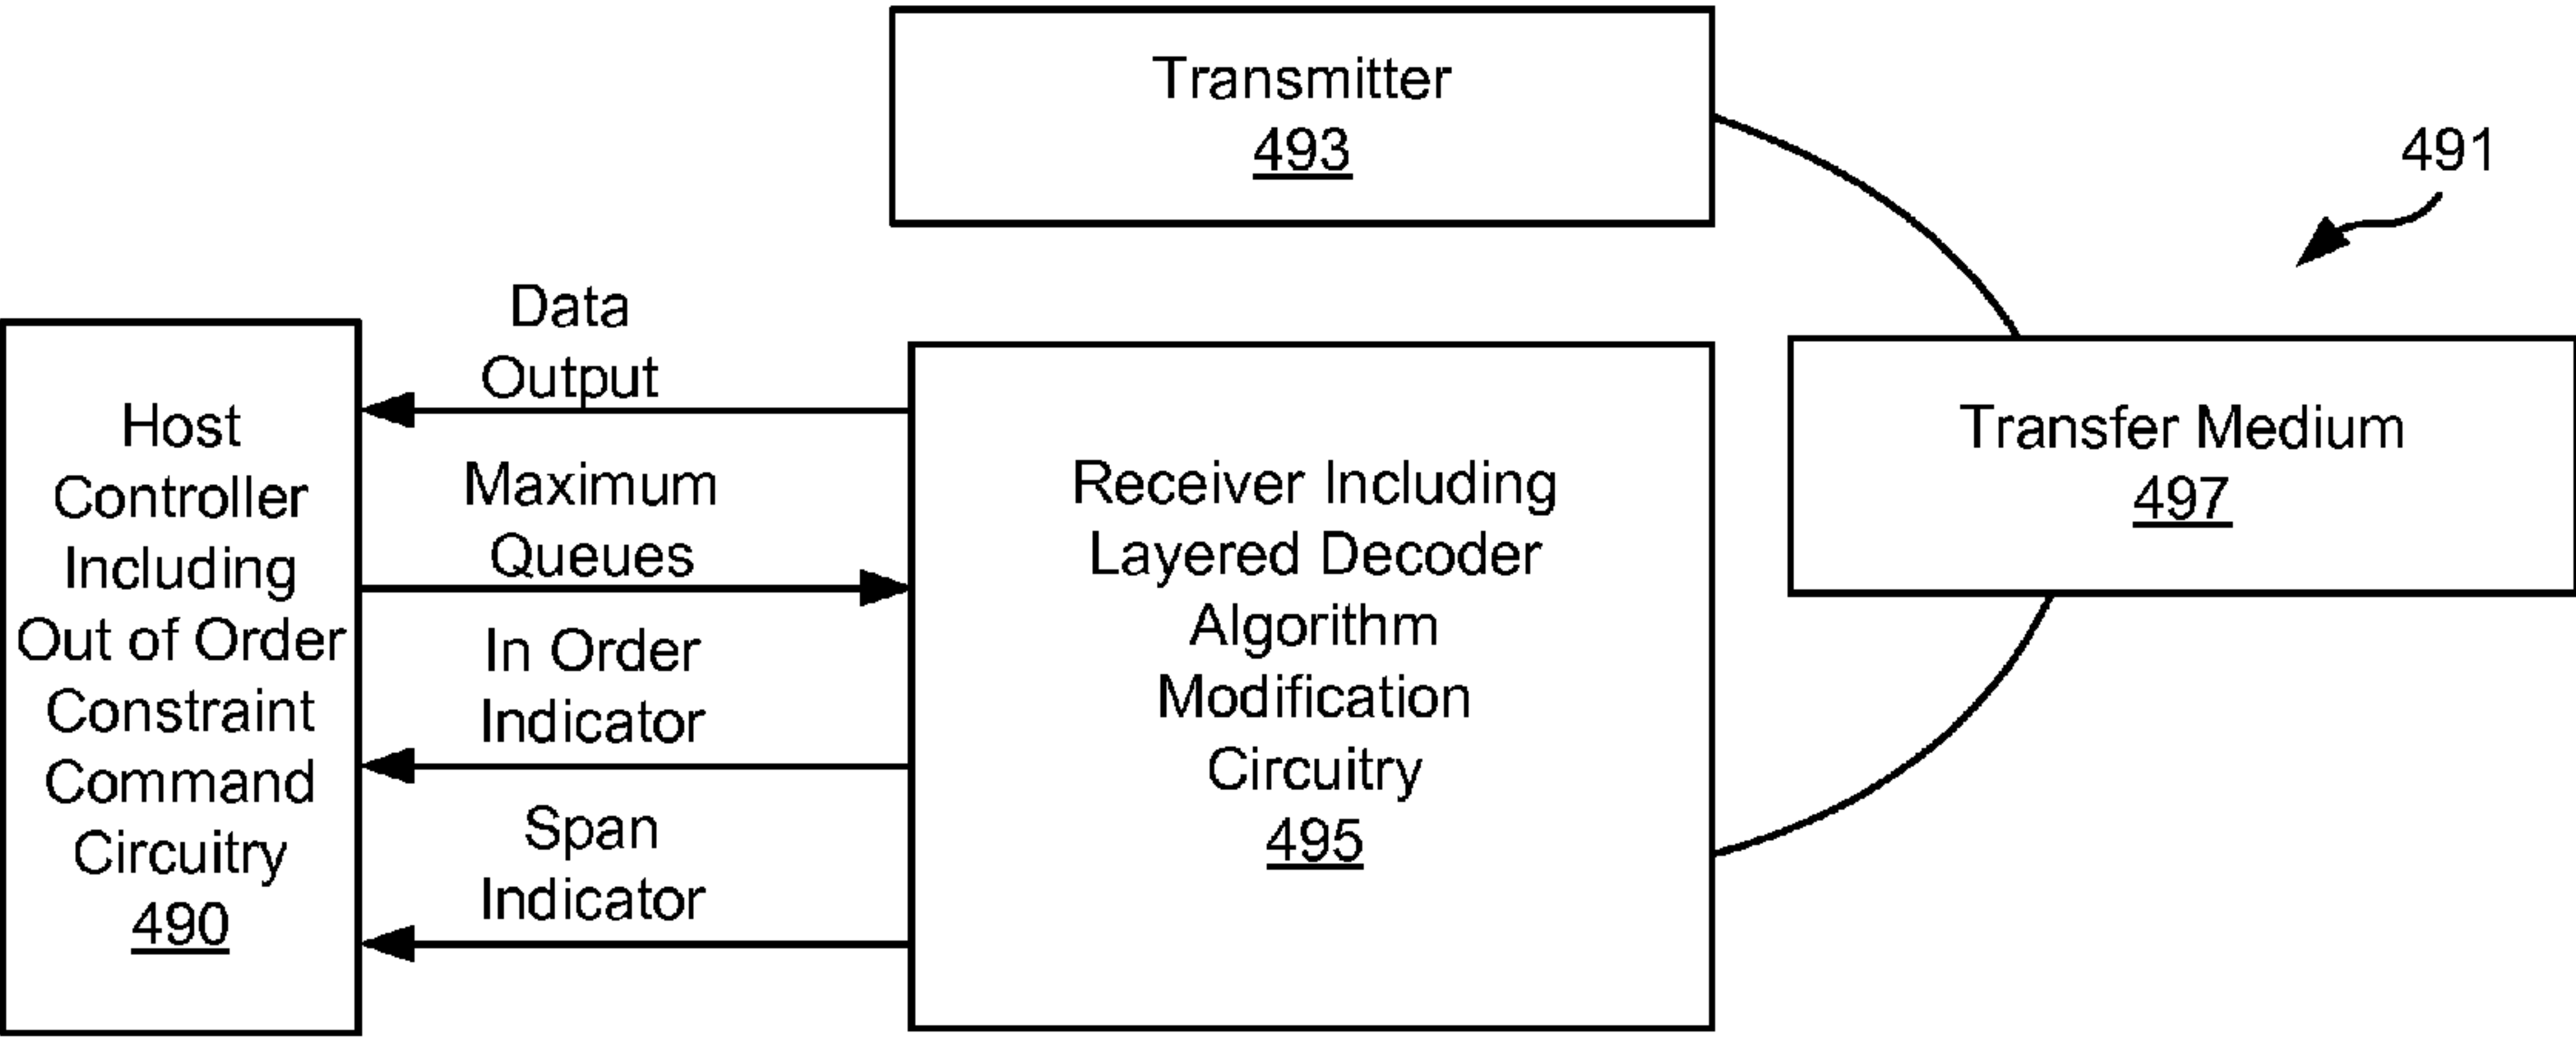 Transmitter
493
491
Data
Output
Maximum
Queues
In Order
Indicator
Span
Indicator
Host
Controller
Including
Out of Order
Constraint
Command
Circuitry
490
Receiver Including
Layered Decoder
Algorithm
Modification
Circuitry
495
Transfer Medium
497